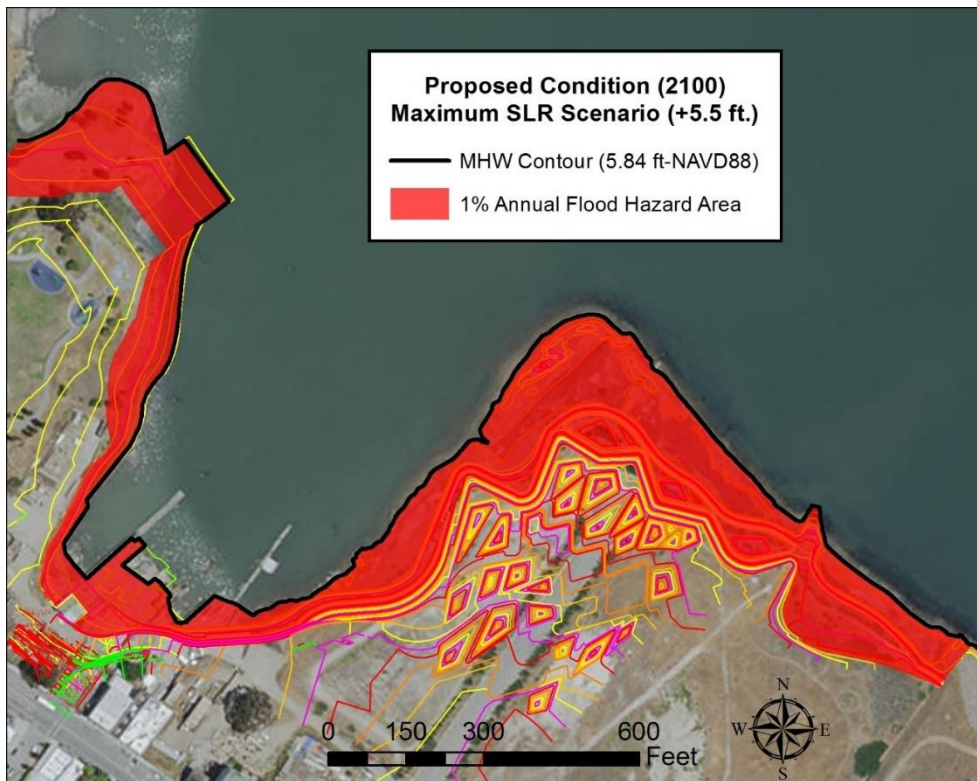 Proposed Condition (2100)
Maximum SLR Scenario (+5.5 ft.)
MHW Contour (5.84 ft-NAVD88)
1% Annual Flood Hazard Area
0 150 300 600
Feet
N
W E
S